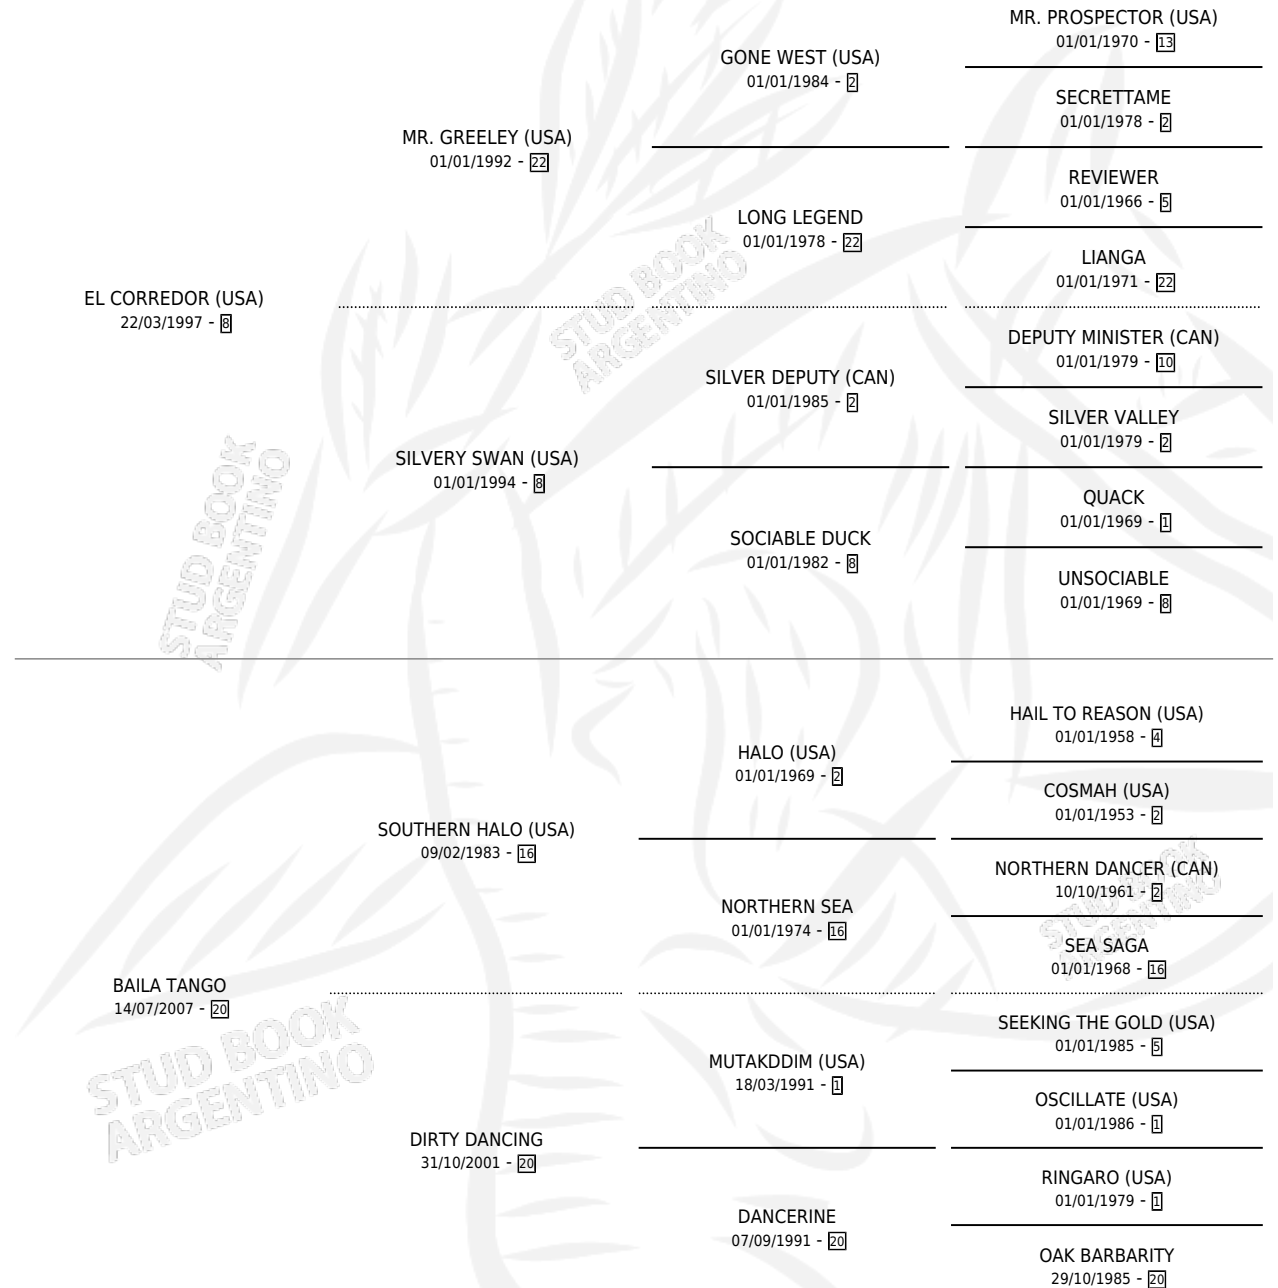 MR. PROSPECTOR (USA)
01/01/1970 - 13
GONE WEST (USA)
01/01/1984 - 2
SECRETTAME
01/01/1978 - 2
MR. GREELEY (USA)
01/01/1992 - 22
REVIEWER
01/01/1966 - 5
LONG LEGEND
01/01/1978 - 22
LIANGA
01/01/1971 - 22
EL CORREDOR (USA)
22/03/1997 - 8
DEPUTY MINISTER (CAN)
01/01/1979 - 10
SILVER DEPUTY (CAN)
01/01/1985 - 2
SILVER VALLEY
01/01/1979 - 2
SILVERY SWAN (USA)
01/01/1994 - 8
QUACK
01/01/1969 - 1
SOCIABLE DUCK
01/01/1982 - 8
UNSOCIABLE
01/01/1969 - 8
STUD BOOK
ARGENTINO
STUD BOOK
ARGENTINO
HAIL TO REASON (USA)
01/01/1958 - 4
HALO (USA)
01/01/1969 - 2
COSMAH (USA)
01/01/1953 - 2
SOUTHERN HALO (USA)
09/02/1983 - 16
NORTHERN DANCER (CAN)
10/10/1961 - 2
NORTHERN SEA
01/01/1974 - 16
SEA SAGA
01/01/1968 - 16
STUD BOOK
ARGENTINO
BAILA TANGO
14/07/2007 - 20
SEEKING THE GOLD (USA)
01/01/1985 - 5
MUTAKDDIM (USA)
18/03/1991 - 1
OSCILLATE (USA)
01/01/1986 - 1
DIRTY DANCING
31/10/2001 - 20
RINGARO (USA)
01/01/1979 - 1
DANCERINE
07/09/1991 - 20
OAK BARBARITY
29/10/1985 - 20
STUD BOOK
ARGENTINO